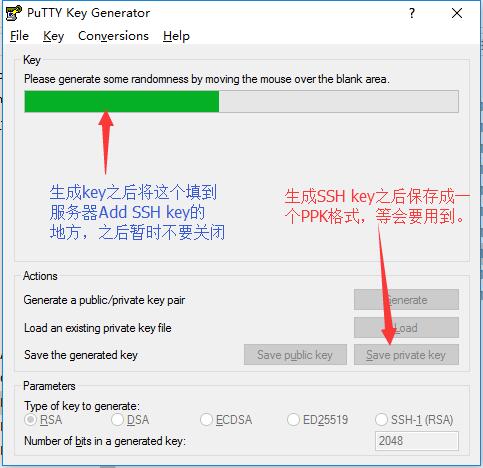 PuTTY Key Generator
File Key Conversions Help
Key
Please generate some randomness by moving the mouse over the blank area.
生成key之后将这个填到
服务器Add SSH key的
地方，之后暂时不要关闭
生成SSH key之后保存成一
个PPK格式，等会要用到。
Actions
Generate a public/private key pair
Generate
Load an existing private key file
Load
Save the generated key
Save public key
Save private key
Parameters
Type of key to generate:
RSA DSA ECDSA ED25519 SSH-1 (RSA)
Number of bits in a generated key:
2048